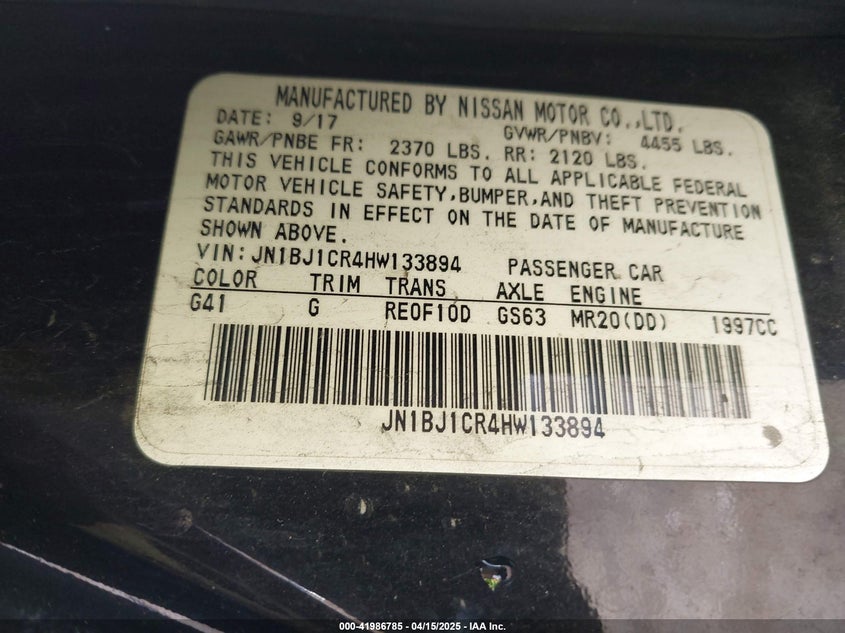 MANUFACTURED BY NISSAN MOTOR CO.,LTD.
DATE: 9/17 GVWR/PNBV: 4455 LBS.
GAWR/PNBE FR: 2370 LBS. RR: 2120 LBS.
THIS VEHICLE CONFORMS TO ALL APPLICABLE FEDERAL
MOTOR VEHICLE SAFETY,BUMPER,AND THEFT PREVENTION
STANDARDS IN EFFECT ON THE DATE OF MANUFACTURE
SHOWN ABOVE.
VIN: JN1BJ1CR4HW133894 PASSENGER CAR
COLOR TRIM TRANS AXLE ENGINE
G41 G RE0F10D GS63 MR20(DD) 1997CC
JN1BJ1CR4HW133894
000-41986785 - 04/15/2025 - IAA Inc.